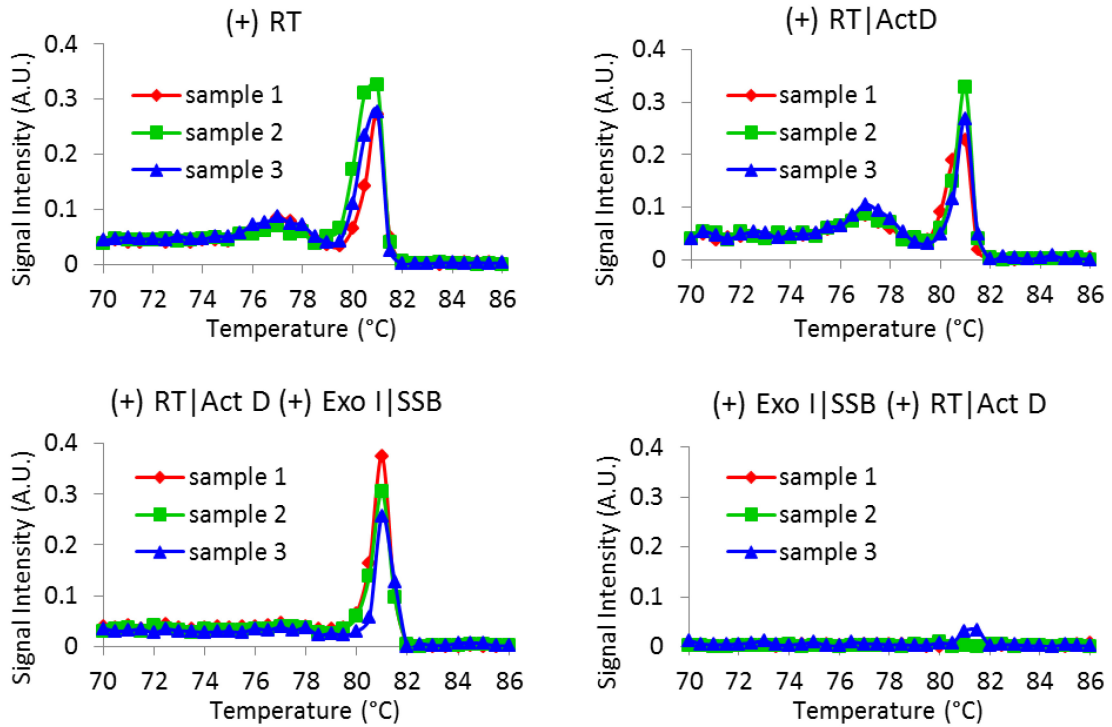 (+) RT
Signal Intensity (A.U.)
0.4
0.3
0.2
0.1
0
sample 1
sample 2
sample 3
70 72 74 76 78 80 82 84 86
Temperature (°C)
(+) RT|ActD
Signal Intensity (A.U.)
0.4
0.3
0.2
0.1
0
sample 1
sample 2
sample 3
70 72 74 76 78 80 82 84 86
Temperature (°C)
(+) RT|Act D (+) Exo I|SSB
Signal Intensity (A.U.)
0.4
0.3
0.2
0.1
0
sample 1
sample 2
sample 3
70 72 74 76 78 80 82 84 86
Temperature (°C)
(+) Exo I|SSB (+) RT|Act D
Signal Intensity (A.U.)
0.4
0.3
0.2
0.1
0
sample 1
sample 2
sample 3
70 72 74 76 78 80 82 84 86
Temperature (°C)